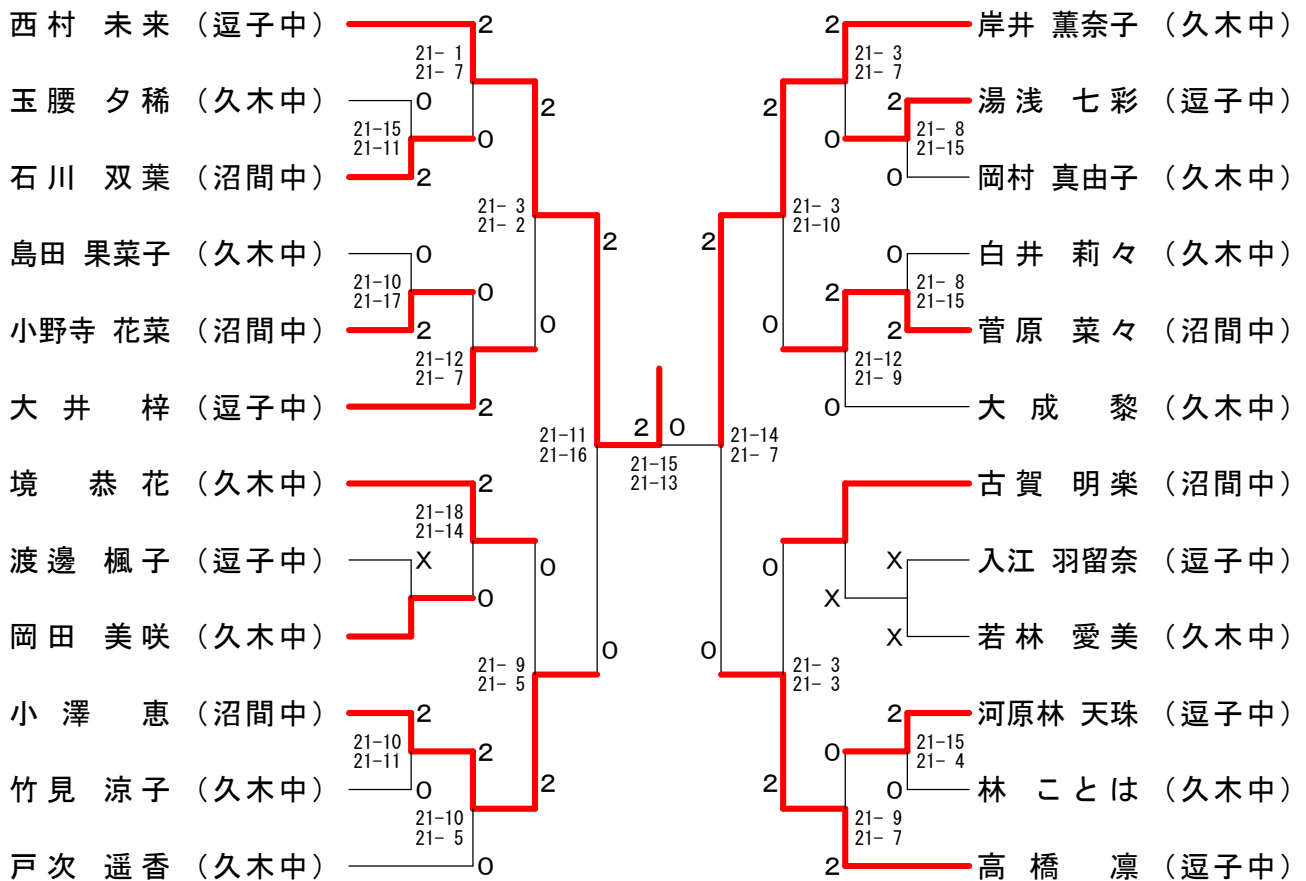 西村 未来 (逗子中)
2
21- 1
21- 7
玉腰 夕稀 (久木中)
0
21-15
21-11
0
石川 双葉 (沼間中)
2
2
21- 3
21- 2
島田 果菜子 (久木中)
0
21-10
21-17
0
小野寺 花菜 (沼間中)
2
0
21-12
21- 7
大井 梓 (逗子中)
2
2
21-11
21-16
境 恭花 (久木中)
2
21-18
21-14
渡邊 楓子 (逗子中)
X
0
岡田 美咲 (久木中)
0
21- 9
21- 5
0
小澤 恵 (沼間中)
2
21-10
21-11
2
竹見 涼子 (久木中)
0
2
21-10
21- 5
戸次 遥香 (久木中)
0
2 0
21-15
21-13
岸井 薫奈子 (久木中)
2
21- 3
21- 7
湯浅 七彩 (逗子中)
2
21- 8
21-15
0
岡村 真由子 (久木中)
0
2
21- 3
21-10
白井 莉々 (久木中)
0
21- 8
21-15
2
菅原 菜々 (沼間中)
2
0
21-12
21- 9
大成 黎 (久木中)
0
2
21-14
21- 7
古賀 明楽 (沼間中)
入江 羽留奈 (逗子中)
X
X
若林 愛美 (久木中)
X
0
21- 3
21- 3
0
河原林 天珠 (逗子中)
2
21-15
21- 4
0
林 ことは (久木中)
0
2
21- 9
21- 7
高橋 凛 (逗子中)
2